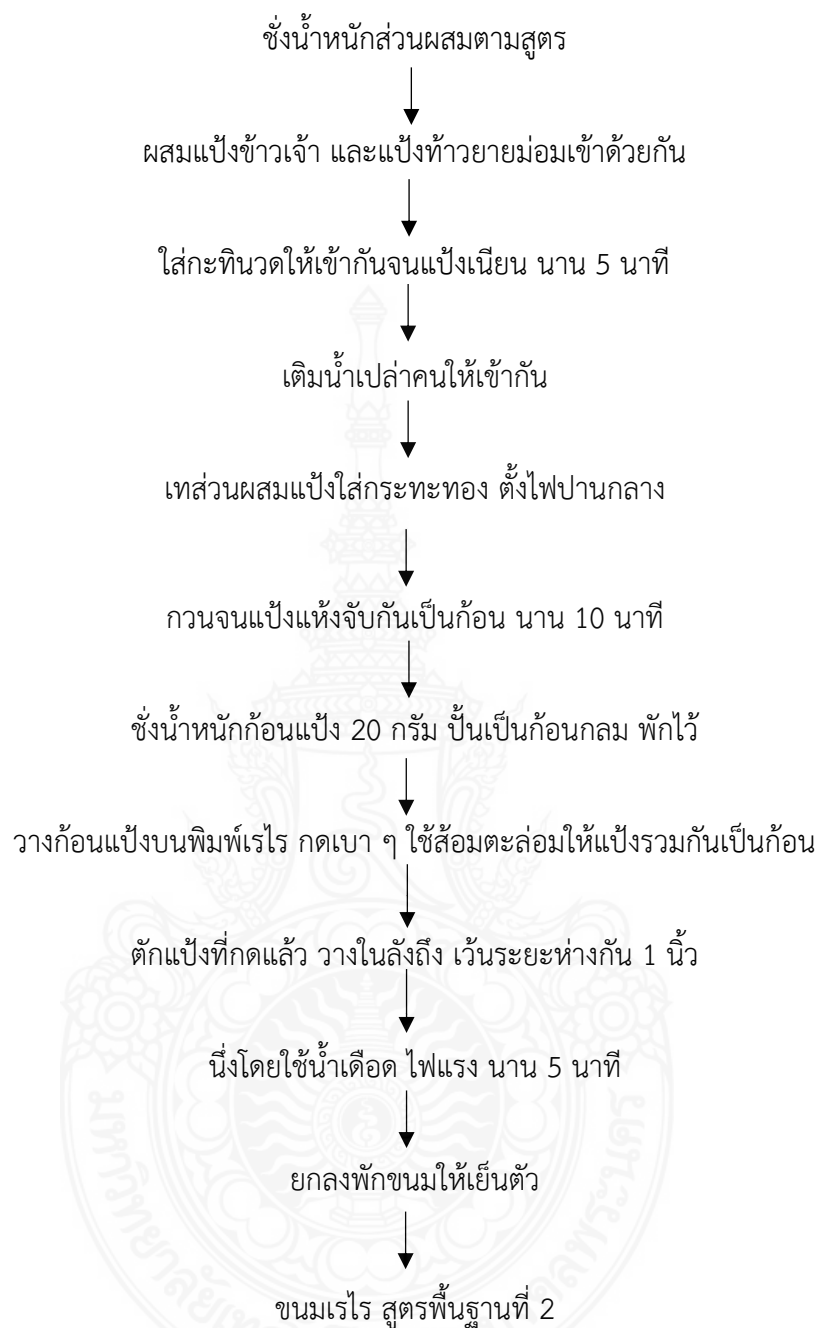 ชั่งน้ำหนักส่วนผสมตามสูตร
ผสมแป้งข้าวเจ้า และแป้งท้าวยายม่อมเข้าด้วยกัน
ใส่กะทินวดให้เข้ากันจนแป้งเนียน นาน 5 นาที
เติมน้ำเปล่าคนให้เข้ากัน
เทส่วนผสมแป้งใส่กระทะทอง ตั้งไฟปานกลาง
กวนจนแป้งแห้งจับกันเป็นก้อน นาน 10 นาที
ชั่งน้ำหนักก้อนแป้ง 20 กรัม ปั้นเป็นก้อนกลม พักไว้
วางก้อนแป้งบนพิมพ์เรไร กดเบา ๆ ใช้ส้อมตะล่อมให้แป้งรวมกันเป็นก้อน
ตักแป้งที่กดแล้ว วางในลังถึง เว้นระยะห่างกัน 1 นิ้ว
นึ่งโดยใช้น้ำเดือด ไฟแรง นาน 5 นาที
ยกลงพักขนมให้เย็นตัว
ขนมเรไร สูตรพื้นฐานที่ 2